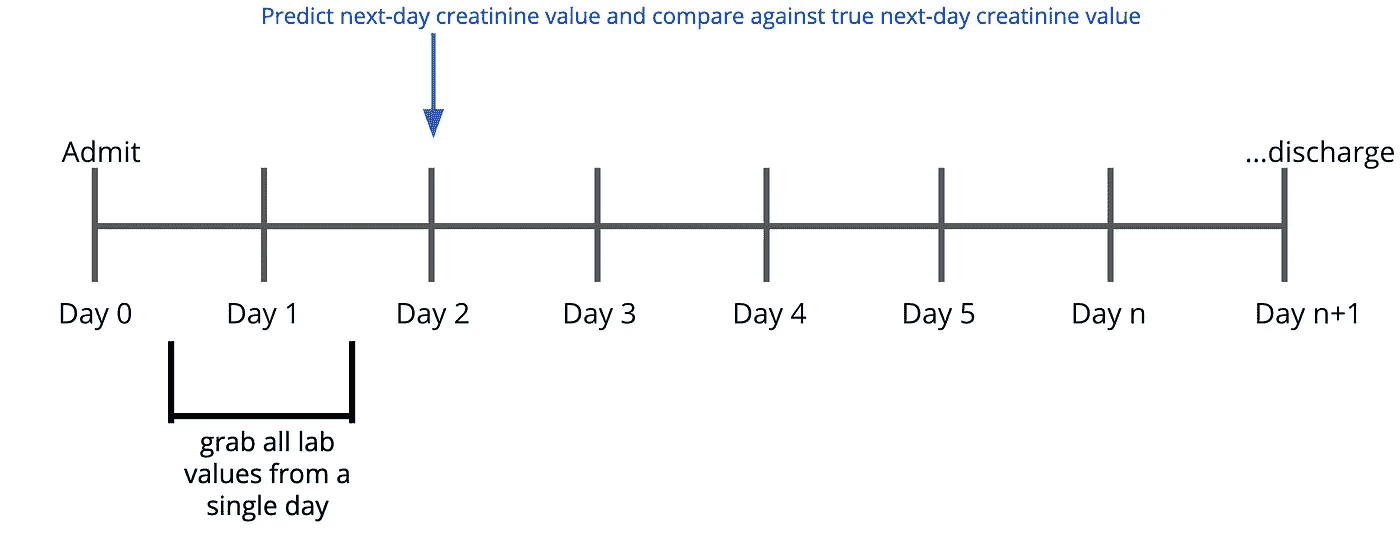 Predict next-day creatinine value and compare against true next-day creatinine value
Admit
...discharge
Day 0
Day 1
Day 2
Day 3
Day 4
Day 5
Day n
Day n+1
grab all lab
values from a
single day